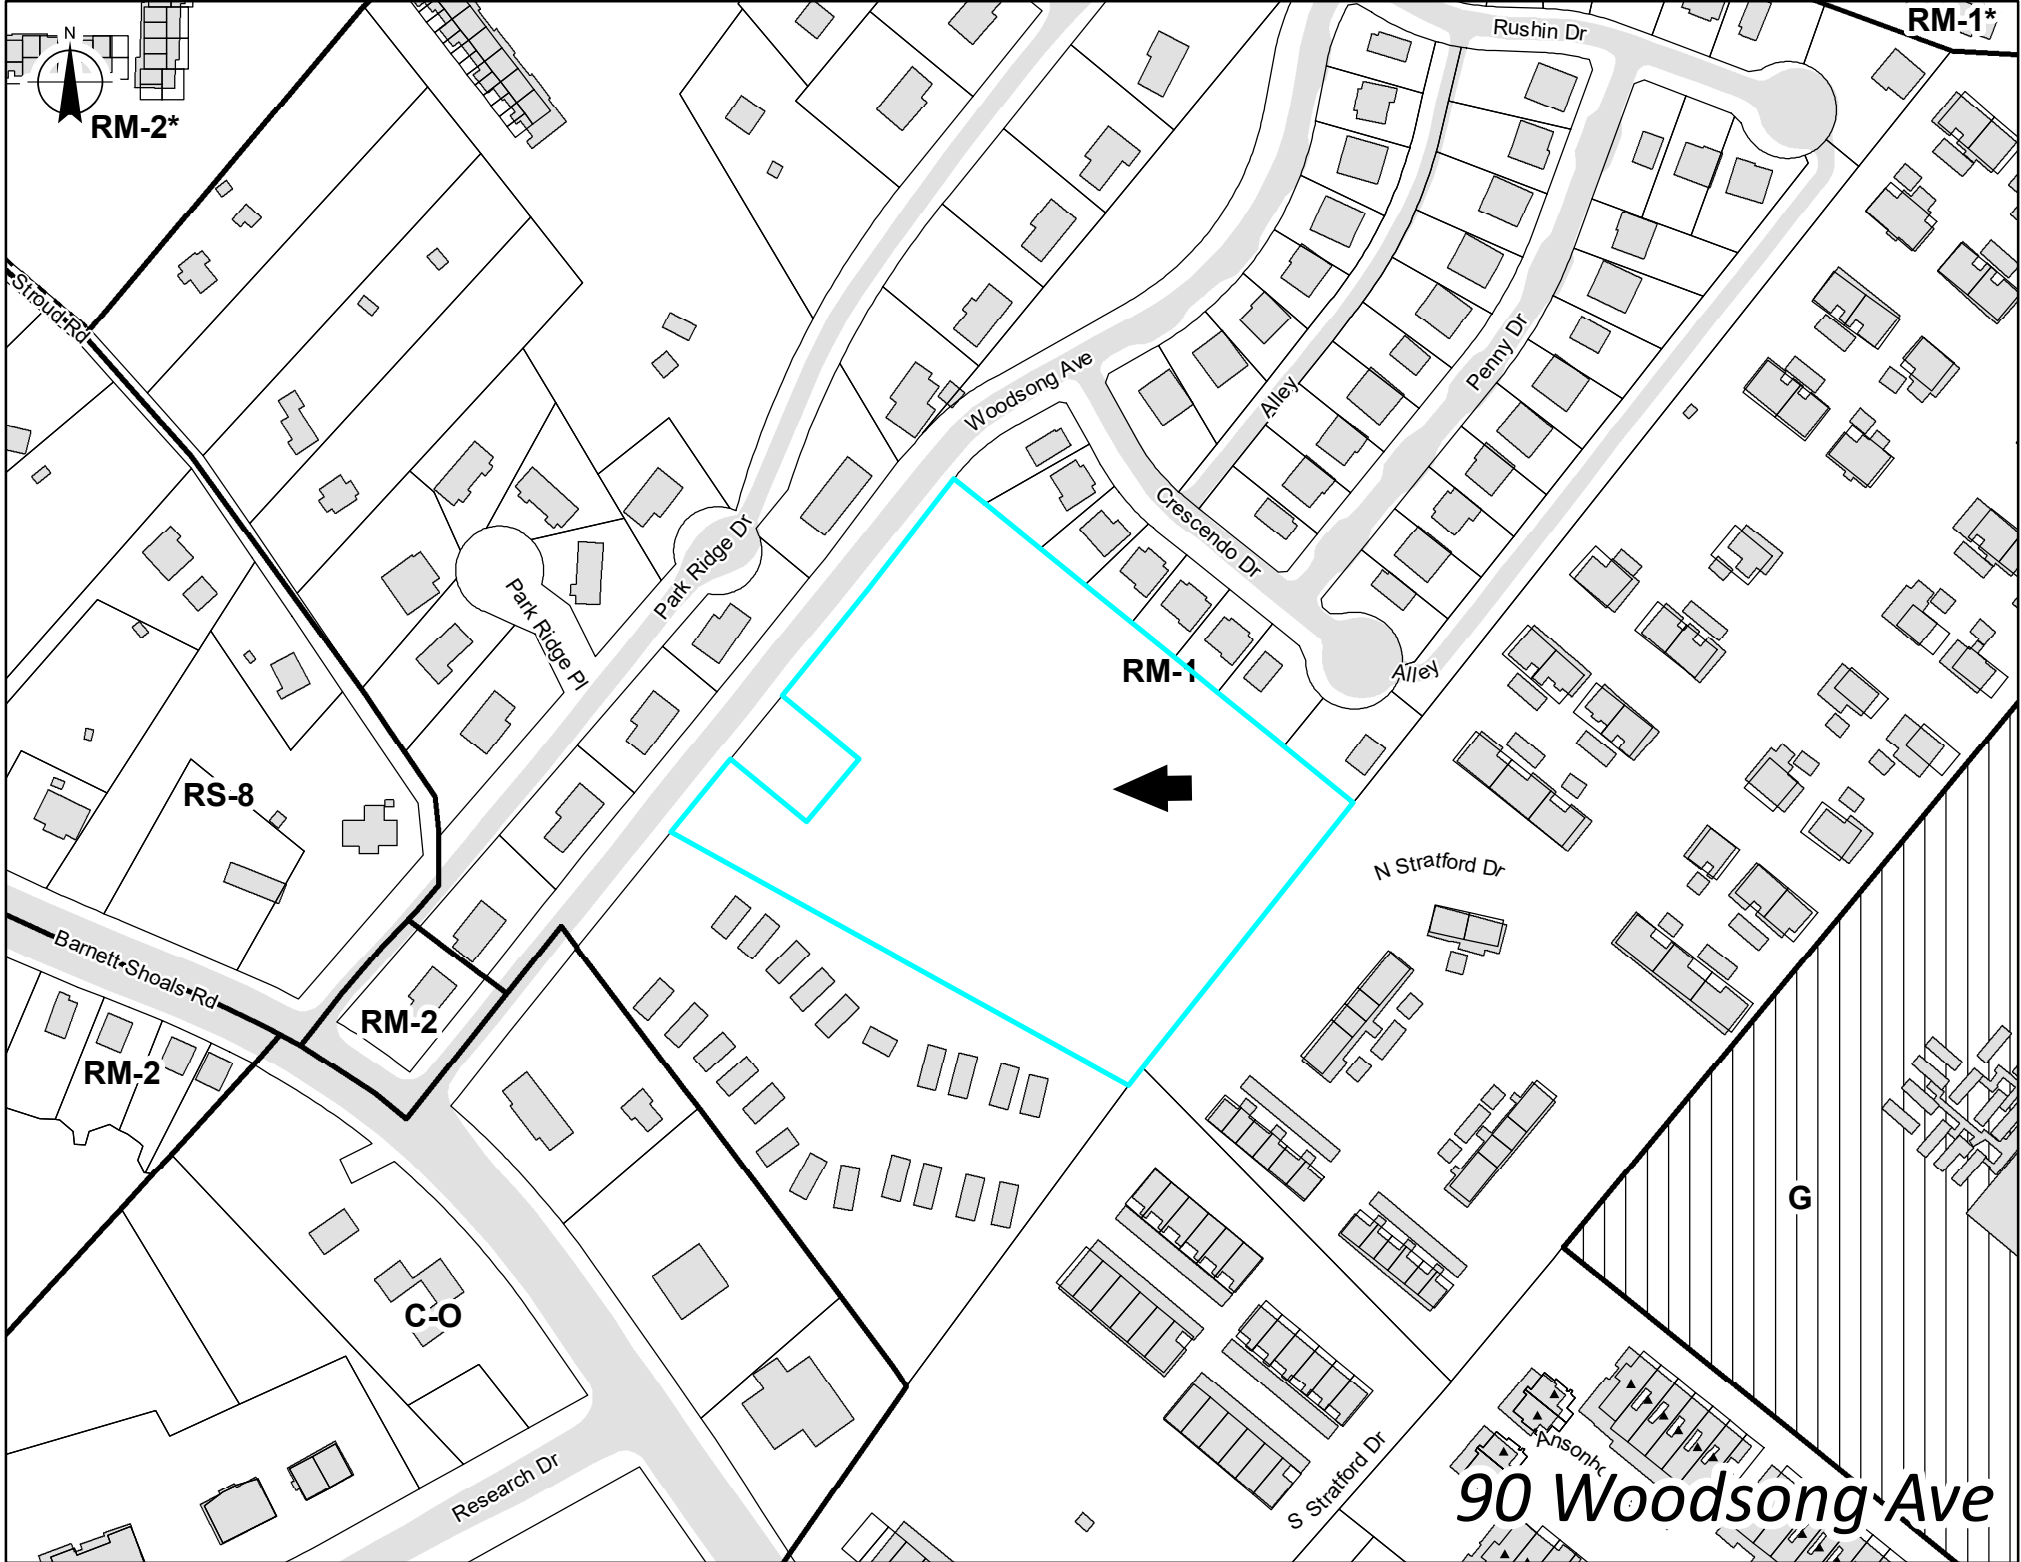 RM-1*
Rushin Dr
N
RM-2*
Stroud Rd
Woodsong Ave
Penny Dr
Alley
Crescendo Dr
Park Ridge Dr
Park Ridge Pl
RM-1
Alley
RS-8
N Stratford Dr
Barnett Shoals Rd
RM-2
RM-2
G
C-O
Research Dr
S Stratford Dr
90 Woodsong Ave